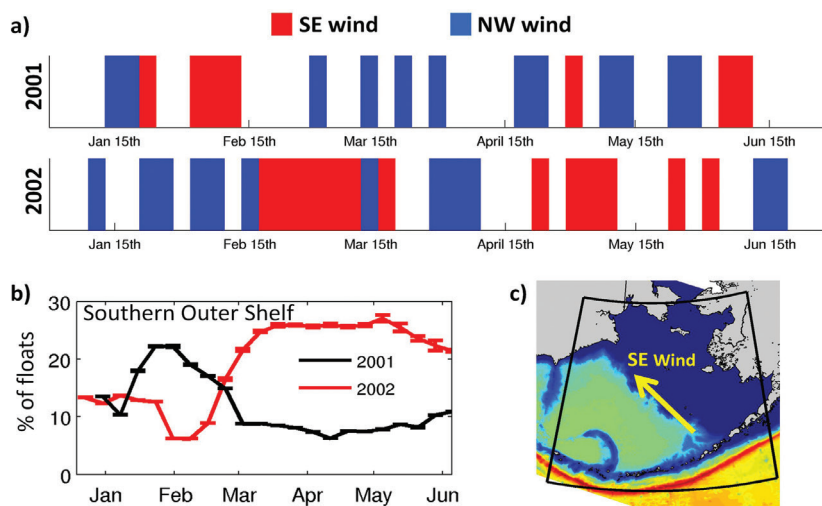 SE wind NW wind
a)
2001
Jan 15th Feb 15th Mar 15th April 15th May 15th Jun 15th
2002
Jan 15th Feb 15th Mar 15th April 15th May 15th Jun 15th
b)
Southern Outer Shelf
% of floats
30
20
10
0
2001
2002
Jan Feb Mar Apr May Jun
c)
SE Wind